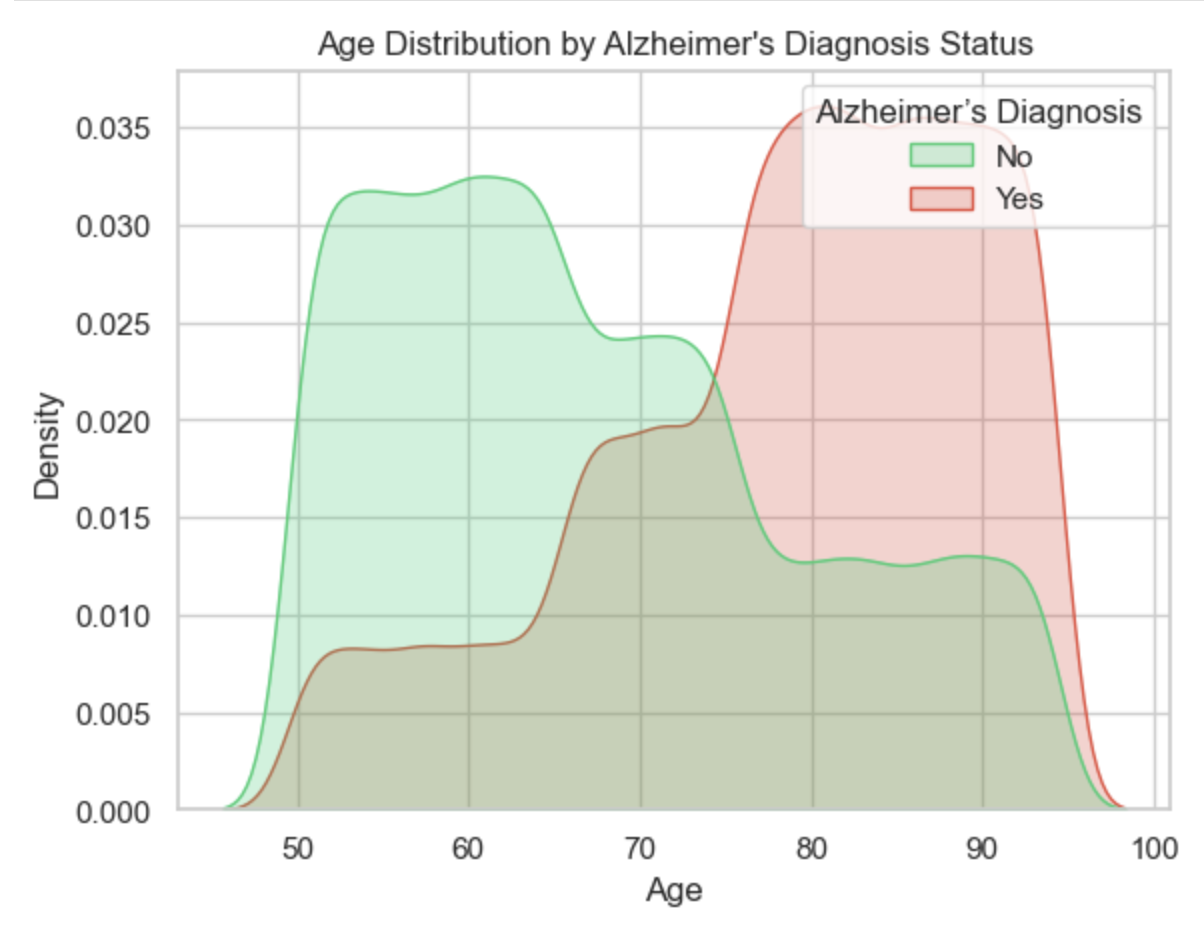 Age Distribution by Alzheimer's Diagnosis Status
Alzheimer’s Diagnosis
No
Yes
0.035
0.030
0.025
0.020
0.015
0.010
0.005
0.000
Density
50 60 70 80 90 100
Age